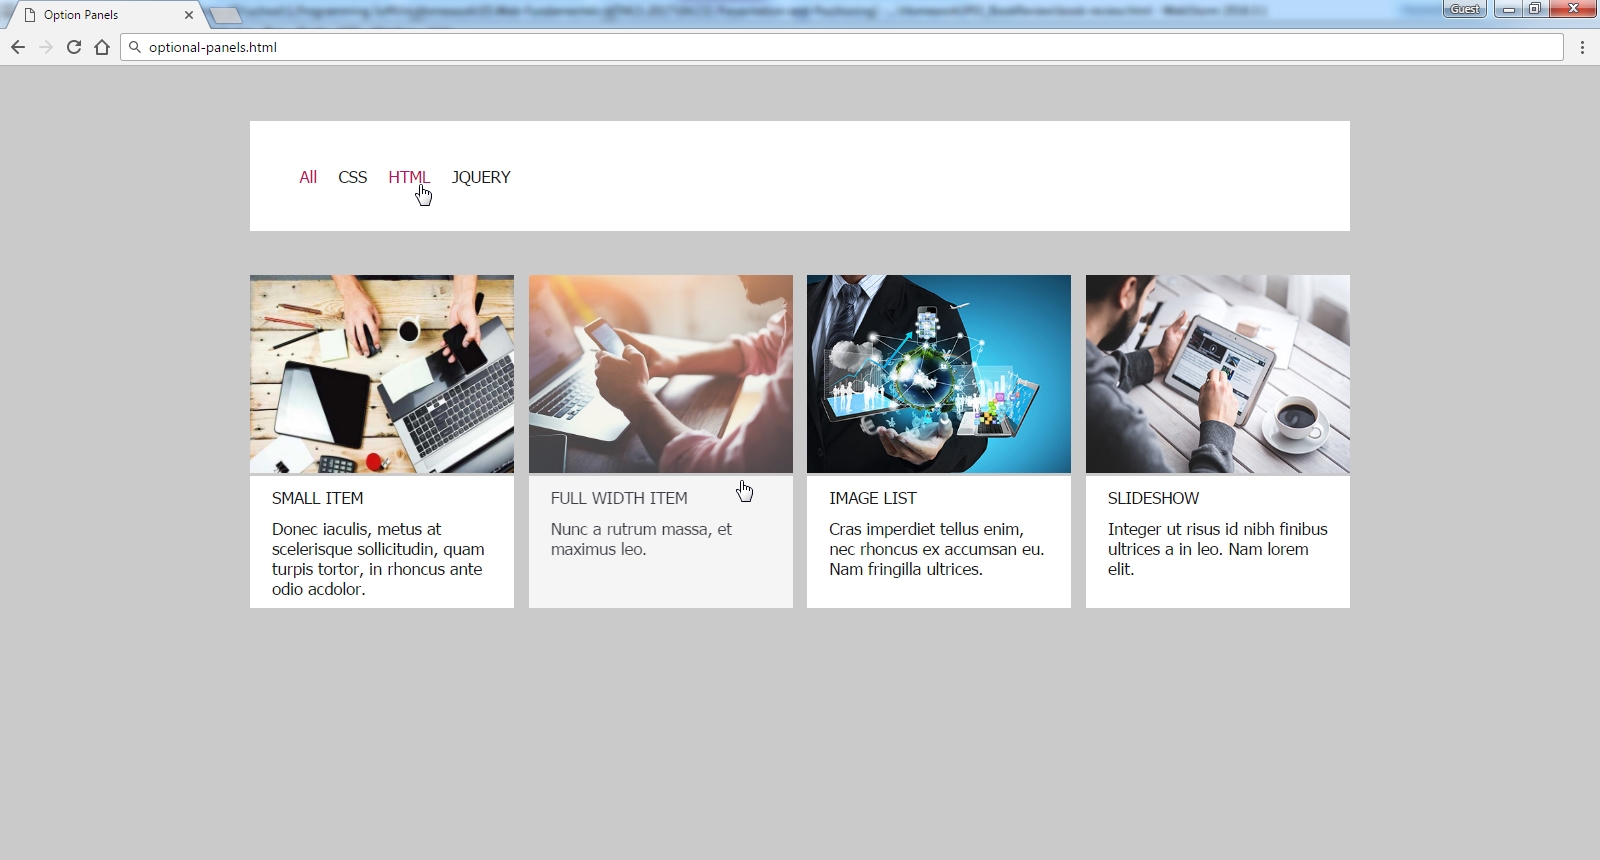 Option Panels
Guest
optional-panels.html
All CSS HTML JQUERY
SMALL ITEM
Donec iaculis, metus at
scelerisque sollicitudin, quam
turpis tortor, in rhoncus ante
odio acdolor.
FULL WIDTH ITEM
Nunc a rutrum massa, et
maximus leo.
IMAGE LIST
Cras imperdiet tellus enim,
nec rhoncus ex accumsan eu.
Nam fringilla ultrices.
SLIDESHOW
Integer ut risus id nibh finibus
ultrices a in leo. Nam lorem
elit.